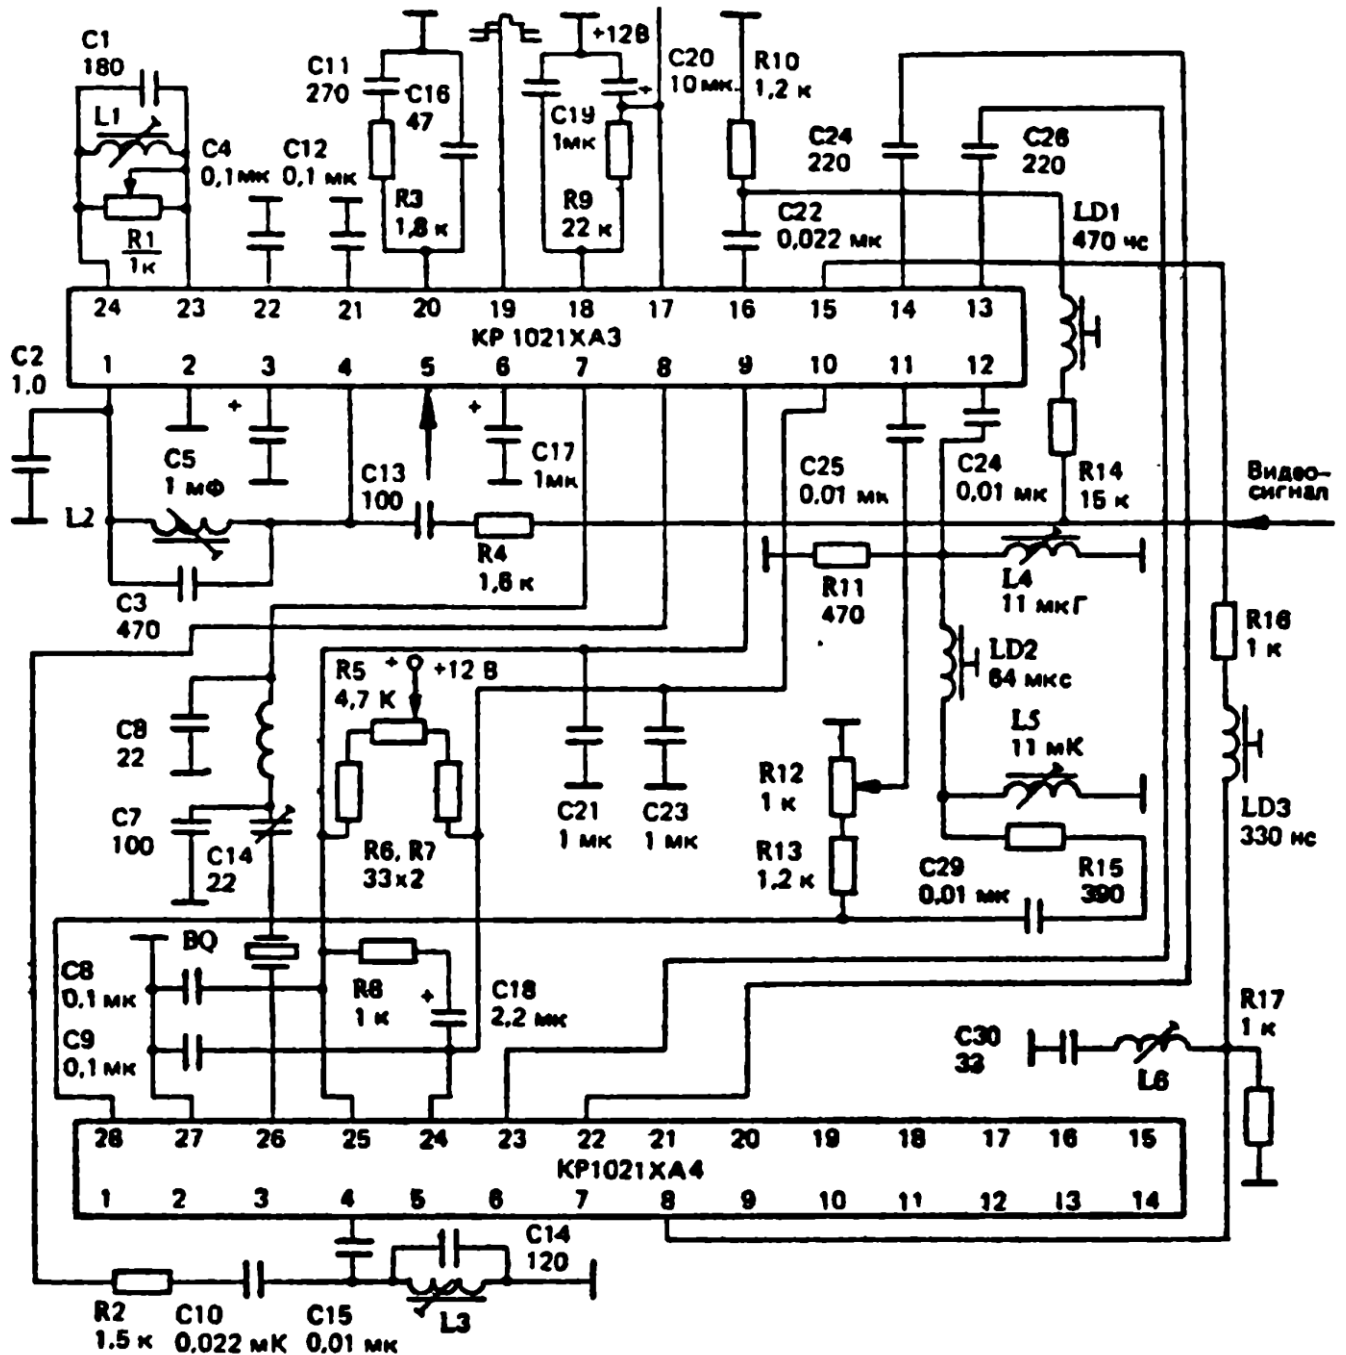 C1
180
L1
C4
0,1мк
R1
1к
C11
270
C16
47
C12
0,1 мк
R3
1,8 к
+12В
C19
1мк
R9
22 к
C20
10 мк
R10
1,2 к
C22
0,022 мк
C24
220
C26
220
LD1
470 нс
24 23 22 21 20 19 18 17 16 15 14 13
КР 1021ХА3
1 2 3 4 5 6 7 8 9 10 11 12
C2
1,0
+
C5
1 мФ
L2
C13
100
+
C17
1мк
R4
1,6 к
C25
0,01 мк
C24
0,01 мк
R14
15 к
Видео-
сигнал
C3
470
R11
470
L4
11 мкГ
R16
1 к
R5
4,7 К
+
+12 В
LD2
64 мкс
C8
22
L5
11 мК
R12
1 к
LD3
330 нс
C7
100
C14
22
R6, R7
33х2
C21
1 мк
C23
1 мк
R13
1,2 к
C29
0,01 мк
R15
390
BQ
C8
0,1 мк
R8
1 к
+
C18
2,2 мк
R17
1 к
C9
0,1 мк
C30
33
L6
28 27 26 25 24 23 22 21 20 19 18 17 16 15
КР1021ХА4
1 2 3 4 5 6 7 8 9 10 11 12 13 14
C14
120
R2
1,5 к
C10
0,022 мК
C15
0,01 мк
L3